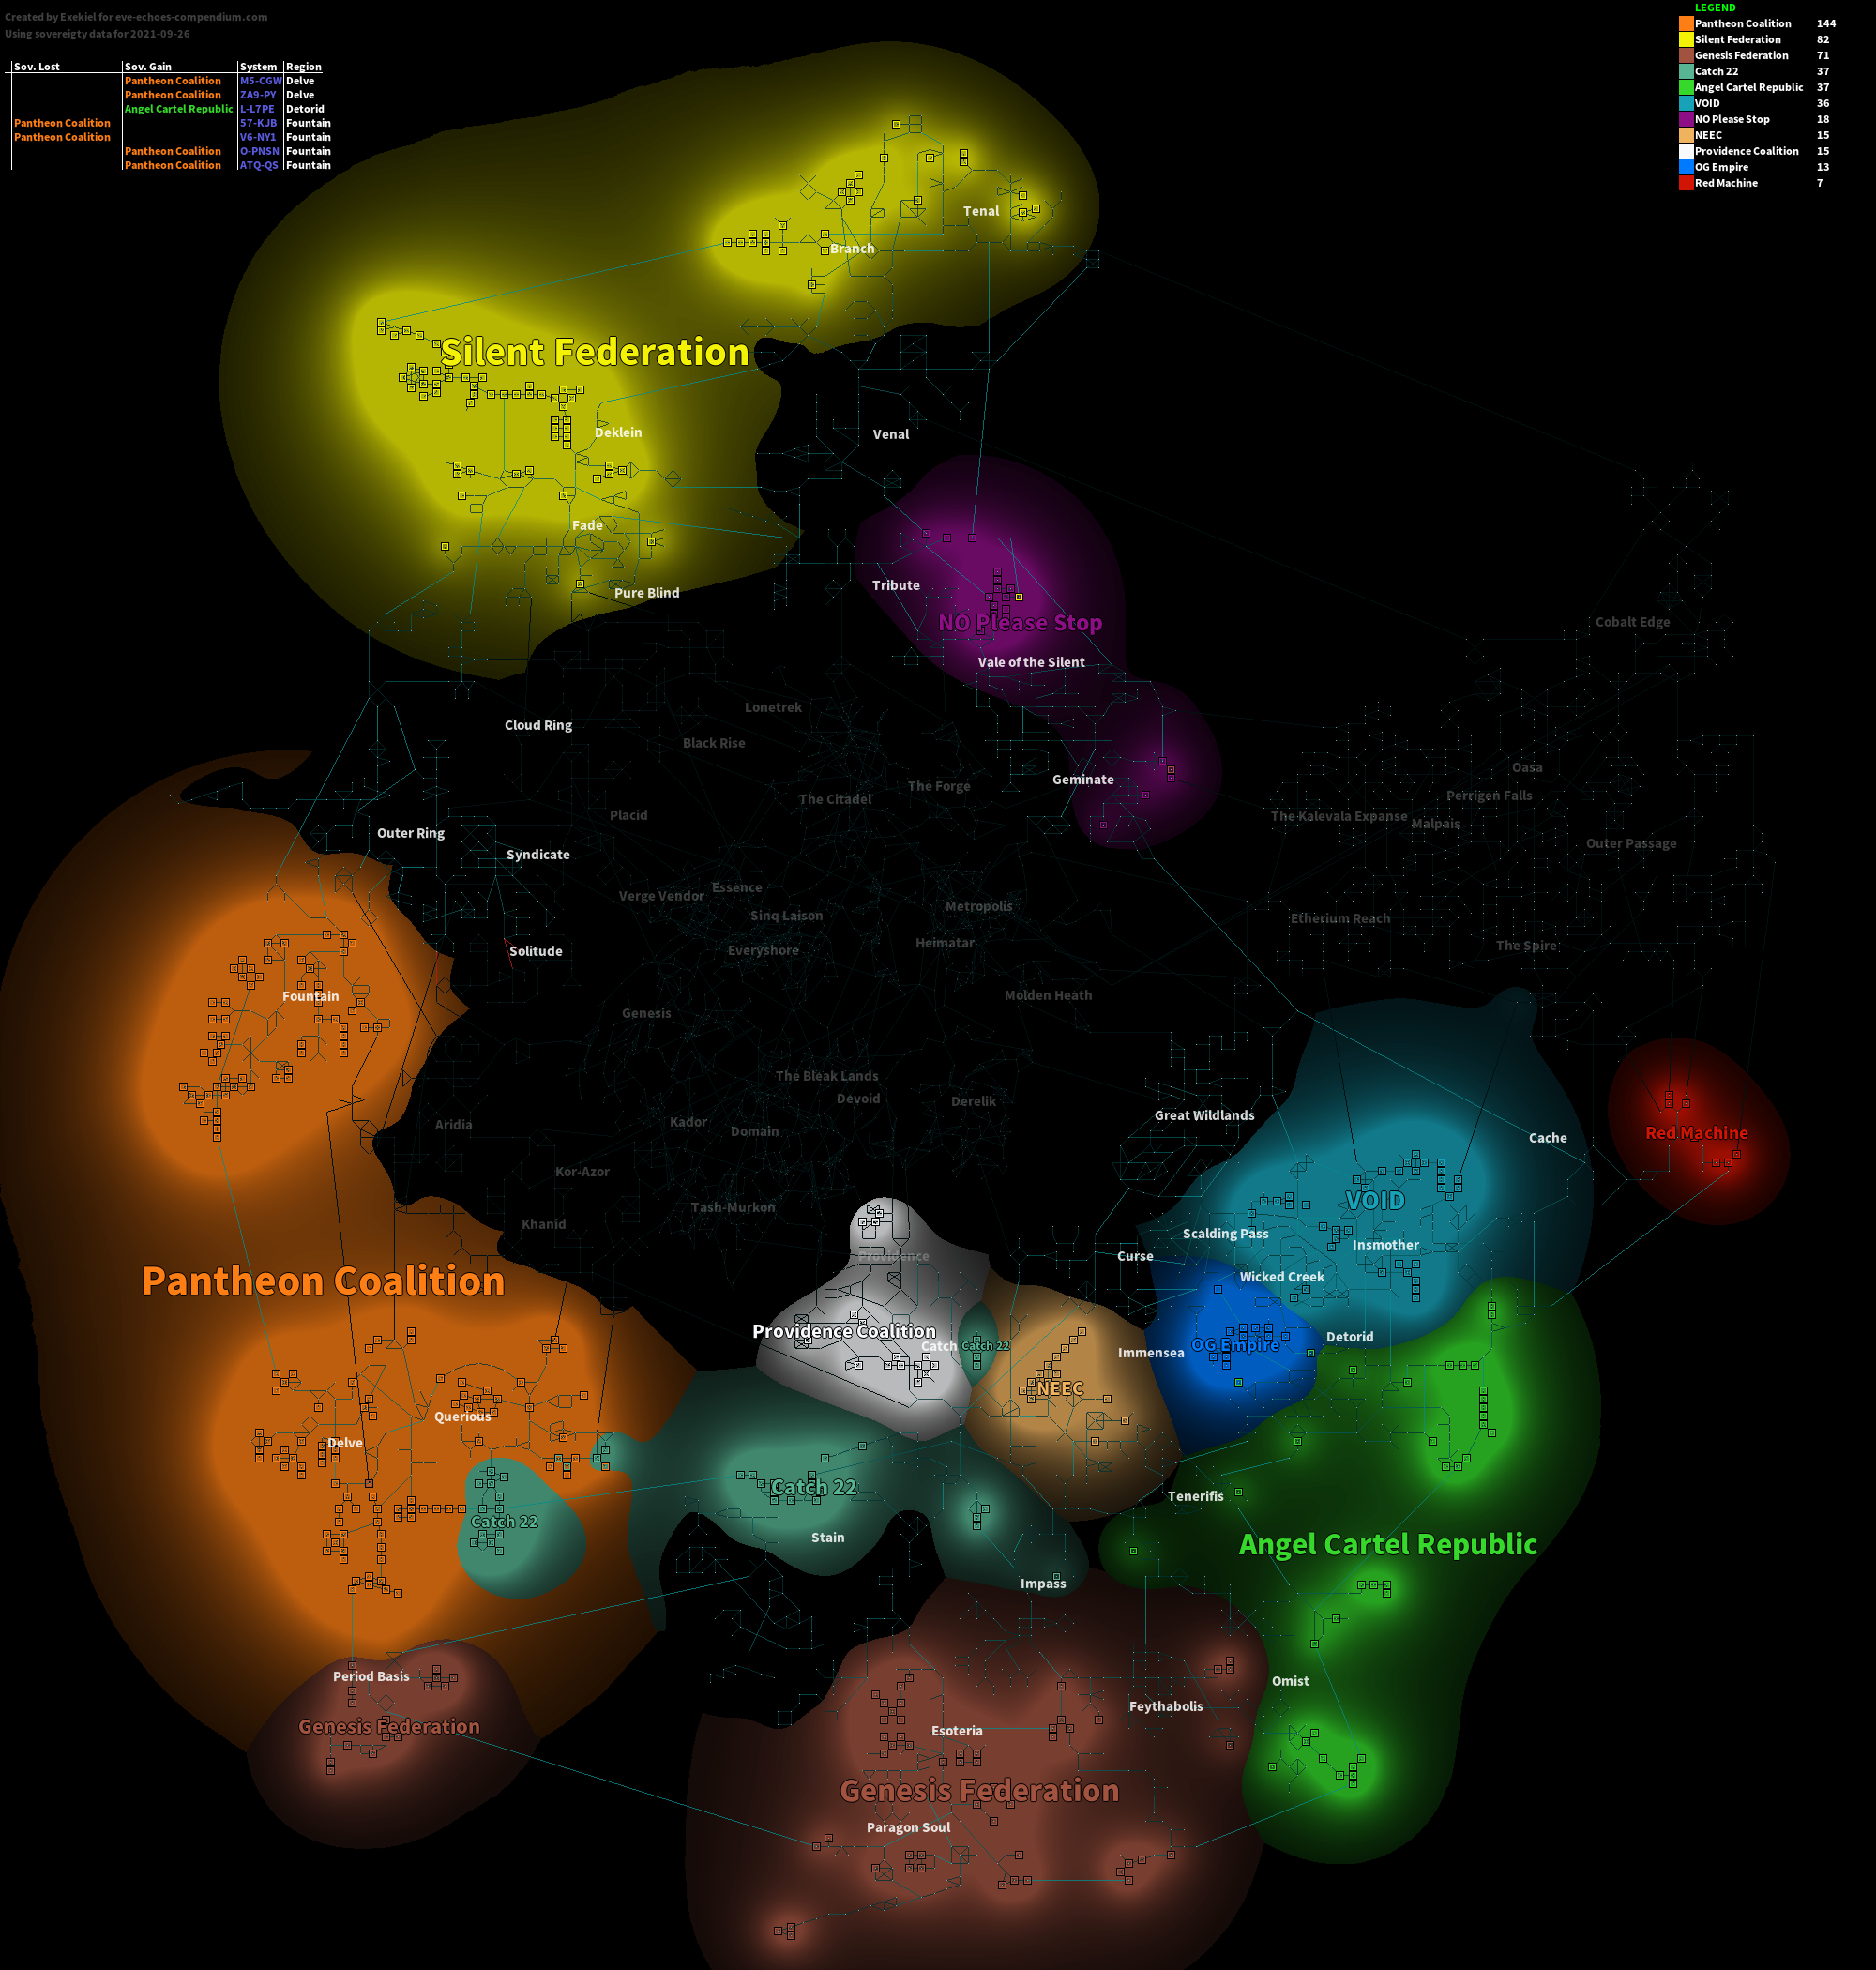 Created by Exekiel for eve-echoes-compendium.com
Using sovereigty data for 2021-09-26
Sov. Lost Sov. Gain System Region
Pantheon Coalition M5-CGW Delve
Pantheon Coalition ZA9-PY Delve
Angel Cartel Republic L-L7PE Detorid
Pantheon Coalition 57-KJB Fountain
Pantheon Coalition V6-NY1 Fountain
Pantheon Coalition O-PNSN Fountain
Pantheon Coalition ATQ-QS Fountain
LEGEND
Pantheon Coalition 144
Silent Federation 82
Genesis Federation 71
Catch 22 37
Angel Cartel Republic 37
VOID 36
NO Please Stop 18
NEEC 15
Providence Coalition 15
OG Empire 13
Red Machine 7
Tenal
Branch
Silent Federation
Deklein
Venal
Fade
Pure Blind
Tribute
NO Please Stop
Cobalt Edge
Vale of the Silent
Lonetrek
Cloud Ring
Black Rise
Oasa
Geminate
The Forge
Perrigen Falls
The Citadel
Placid
The Kalevala Expanse
Malpais
Outer Ring
Outer Passage
Syndicate
Essence
Verge Vendor
Metropolis
Sinq Laison
Etherium Reach
Heimatar
The Spire
Everyshore
Solitude
Fountain
Molden Heath
Genesis
The Bleak Lands
Devoid
Derelik
Great Wildlands
Kador
Aridia
Domain
Red Machine
Cache
Kor-Azor
VOID
Tash-Murkon
Khanid
Scalding Pass
Insmother
Providence
Curse
Pantheon Coalition
Wicked Creek
Providence Coalition
Detorid
Catch
Catch 22
OG Empire
Immensea
NEEC
Querious
Delve
Catch 22
Tenerifis
Catch 22
Stain
Angel Cartel Republic
Impass
Period Basis
Omist
Feythabolis
Genesis Federation
Esoteria
Genesis Federation
Paragon Soul